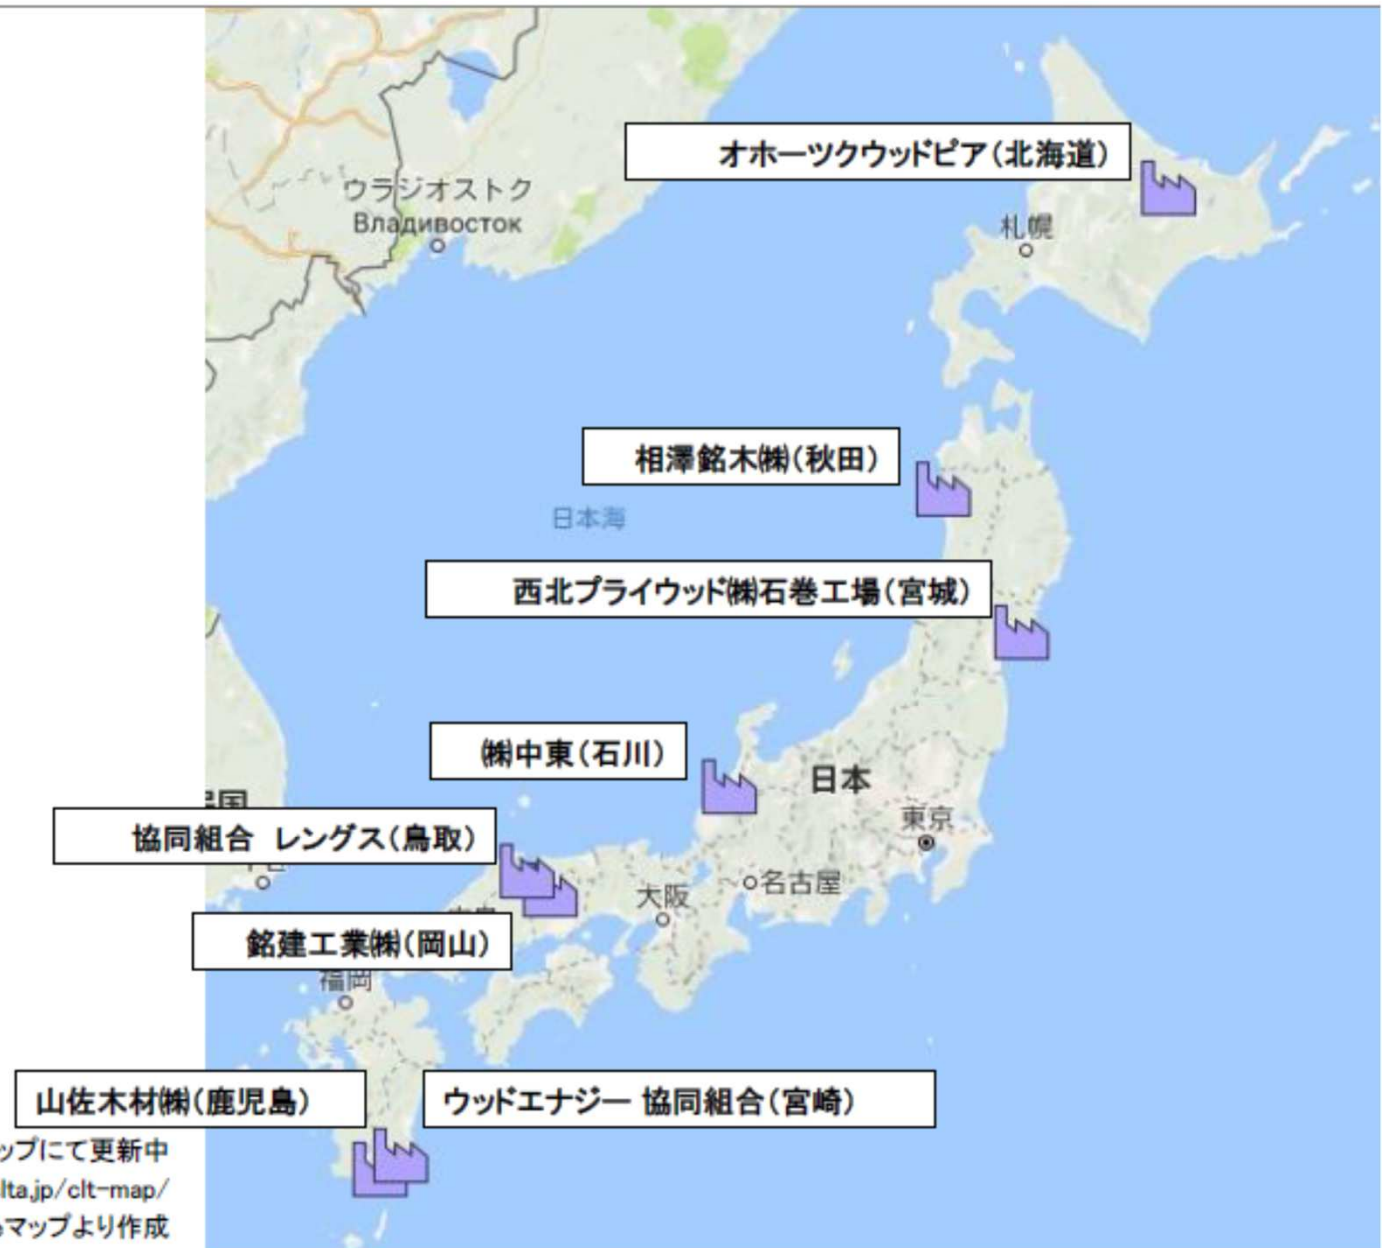 オホーツクウッドピア(北海道)
ウラジオストク
Владивосток
札幌
相澤銘木㈱(秋田)
日本海
西北プライウッド㈱石巻工場(宮城)
㈱中東(石川)
日本
東京
協同組合 レングス(鳥取)
名古屋
大阪
銘建工業㈱(岡山)
福岡
山佐木材㈱(鹿児島)
ウッドエナジー 協同組合(宮崎)
ップにて更新中
lta.jp/clt-map/
マップより作成